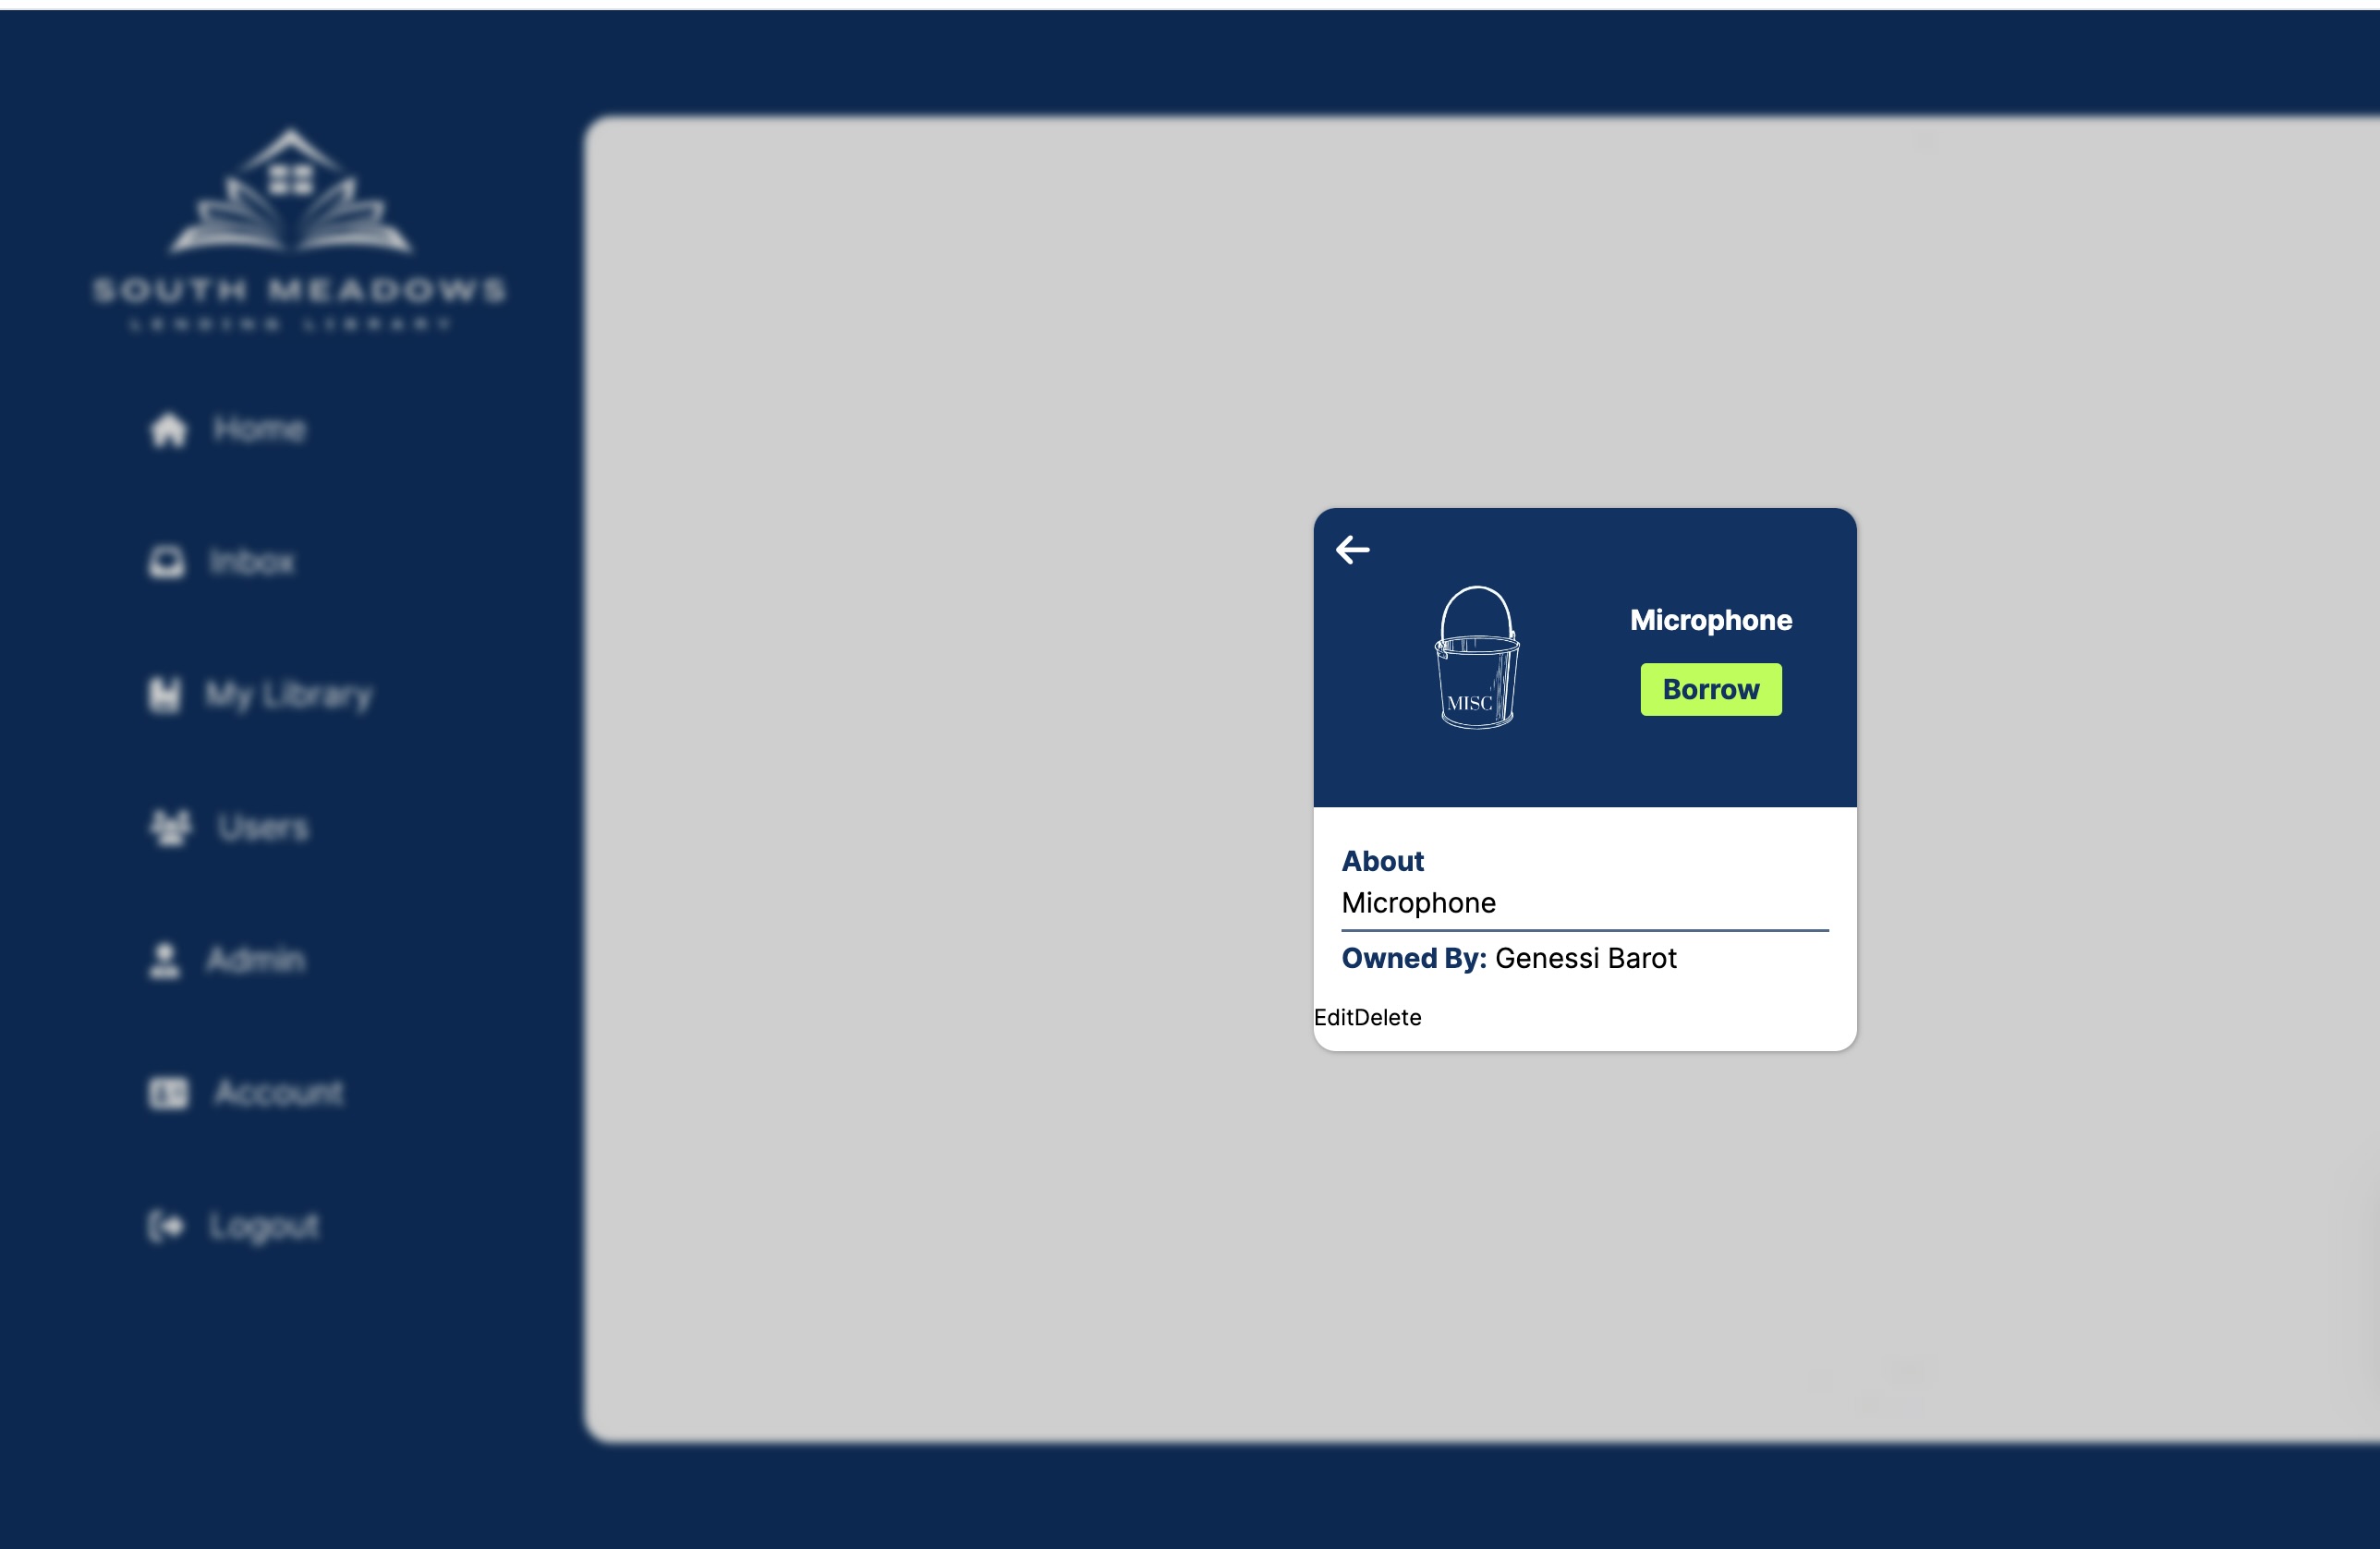 SOUTH MEADOWS
LENDING LIBRARY
Home
Inbox
My Library
Users
Admin
Account
Logout
Microphone
Borrow
MISC
About
Microphone
Owned By: Genessi Barot
EditDelete